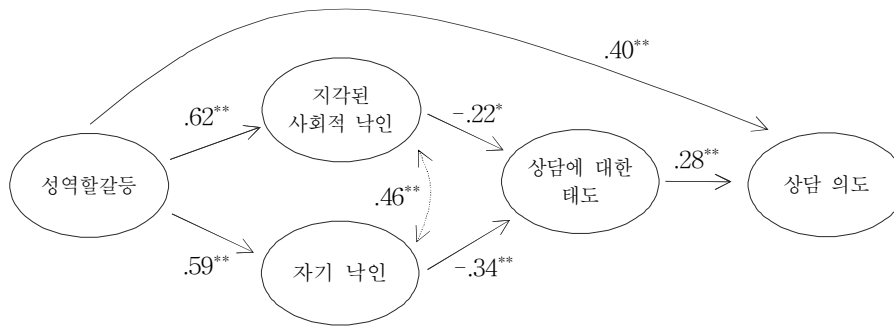 .40**
지각된
사회적 낙인
.62**
-.22*
성역할갈등
상담에 대한
태도
.28**
상담 의도
.46**
.59**
자기 낙인
-.34**